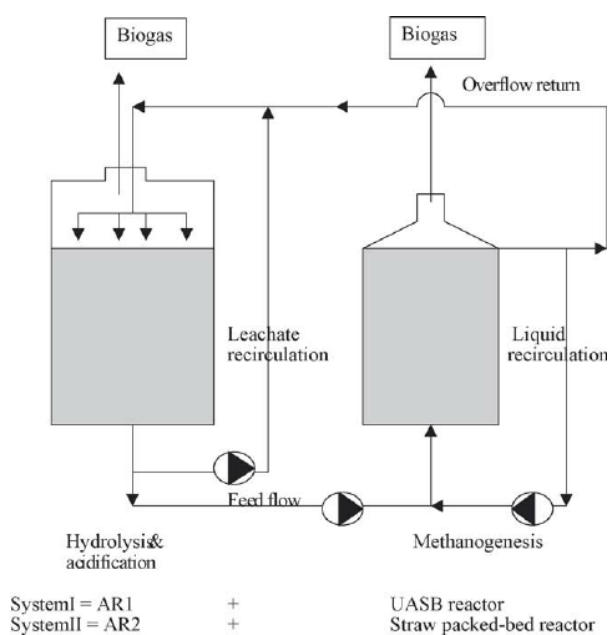 Biogas
Biogas
Overflow return
Leachate
recirculation
Liquid
recirculation
Feed flow
Hydrolysis&
acidification
Methanogenesis
SystemI = AR1 + UASB reactor
SystemII = AR2 + Straw packed-bed reactor